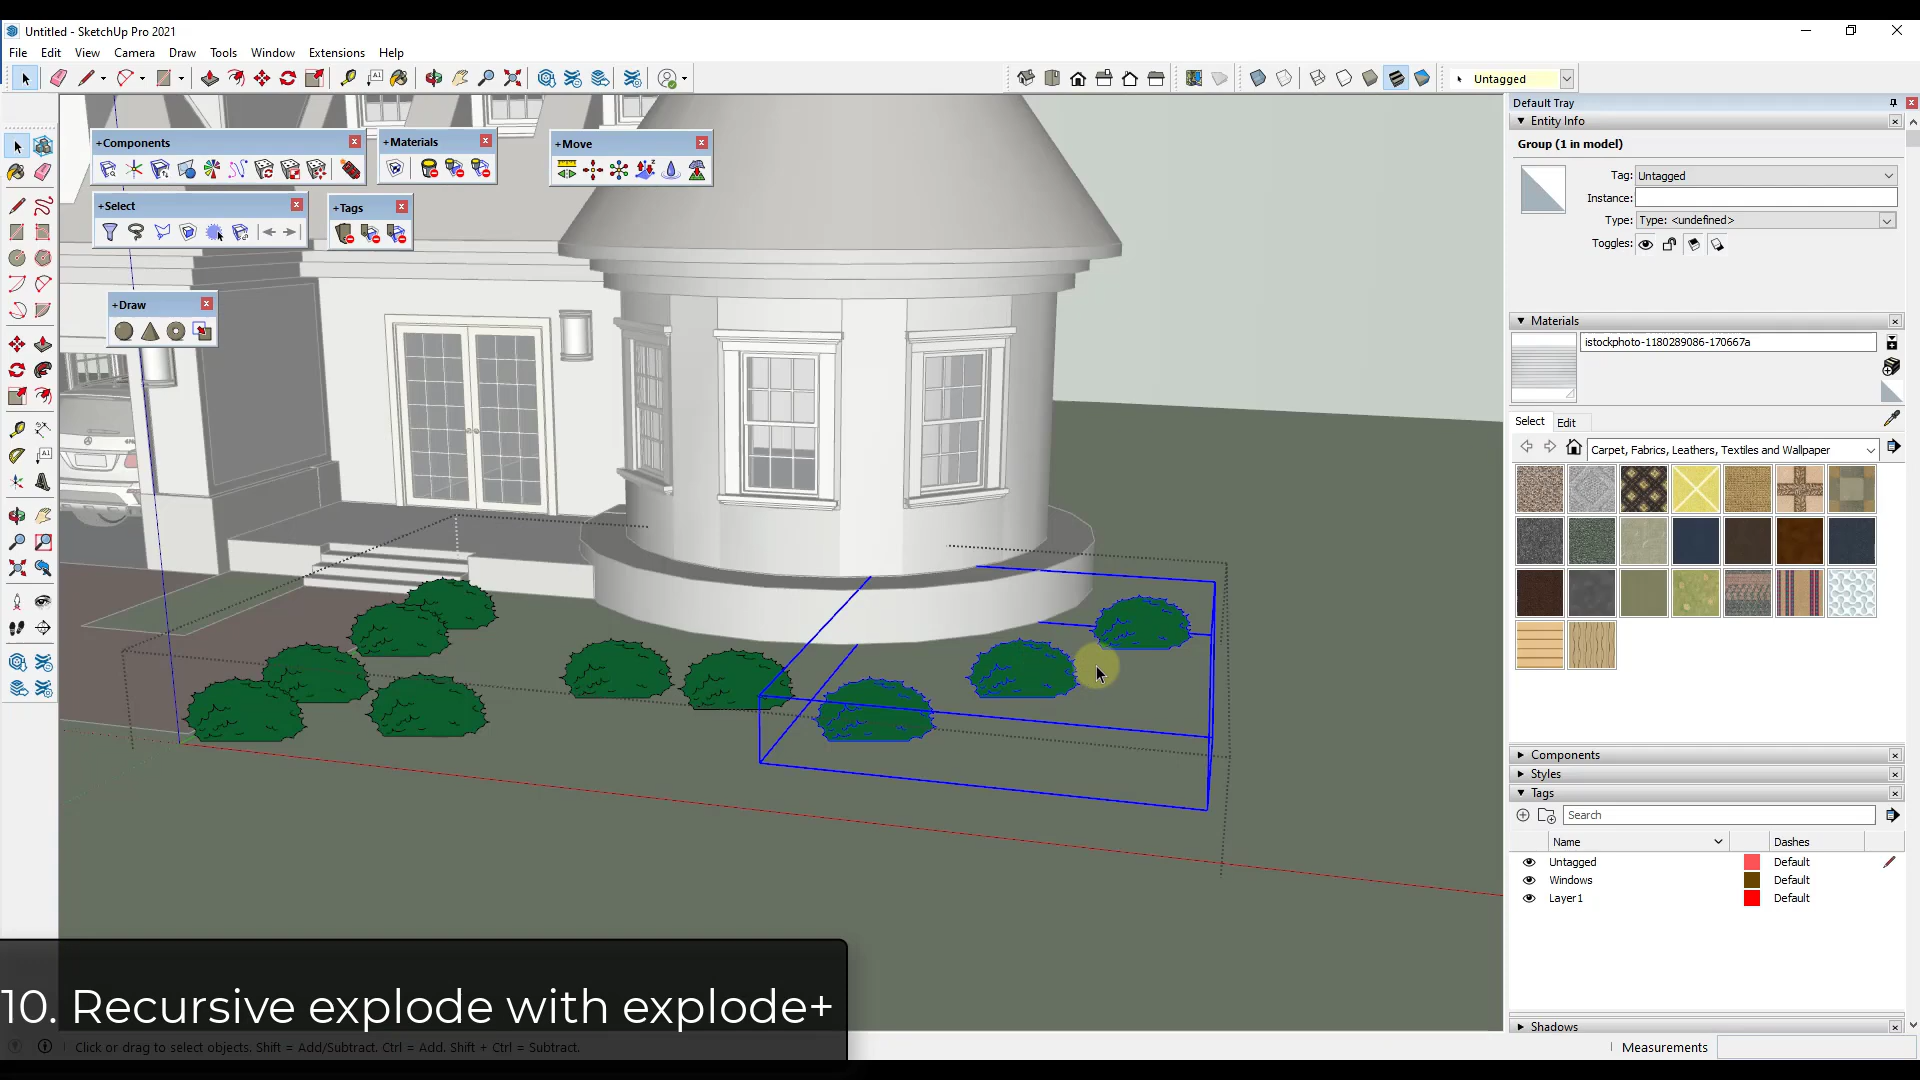 Untitled - SketchUp Pro 2021
File Edit View Camera Draw Tools Window Extensions Help
Untagged
Default Tray
Entity Info
Group (1 in model)
Tag: Untagged
Instance:
Type: Type: <undefined>
Toggles:
+Components
+Materials
+Move
+Select
+Tags
+Draw
Materials
istockphoto-1180289086-170667a
Select Edit
Carpet, Fabrics, Leathers, Textiles and Wallpaper
Components
Styles
Tags
Search
Name Dashes
Untagged Default
Windows Default
Layer1 Default
Shadows
10. Recursive explode with explode+
Click or drag to select objects. Shift = Add/Subtract. Ctrl = Add. Shift + Ctrl = Subtract.
Measurements